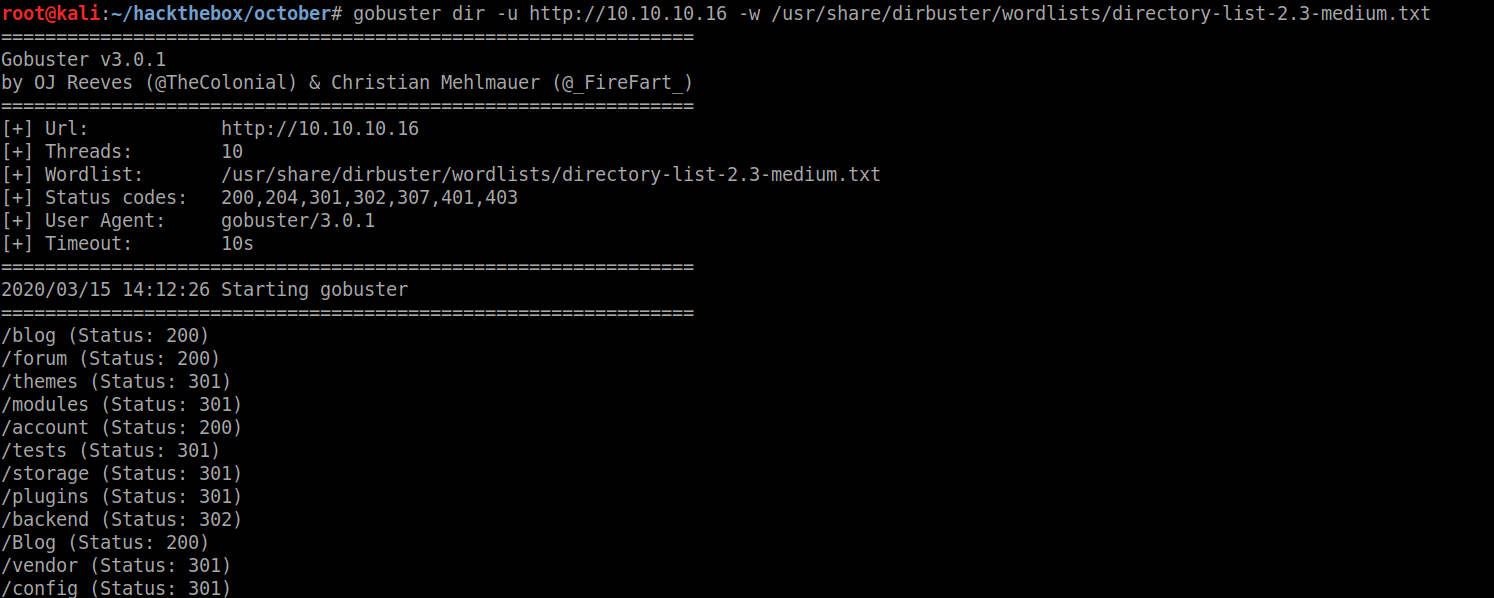 root@kali:~/hackthebox/october# gobuster dir -u http://10.10.10.16 -w /usr/share/dirbuster/wordlists/directory-list-2.3-medium.txt
===============================================================
Gobuster v3.0.1
by OJ Reeves (@TheColonial) & Christian Mehlmauer (@_FireFart_)
===============================================================
[+] Url:            http://10.10.10.16
[+] Threads:        10
[+] Wordlist:       /usr/share/dirbuster/wordlists/directory-list-2.3-medium.txt
[+] Status codes:   200,204,301,302,307,401,403
[+] User Agent:     gobuster/3.0.1
[+] Timeout:        10s
===============================================================
2020/03/15 14:12:26 Starting gobuster
===============================================================
/blog (Status: 200)
/forum (Status: 200)
/themes (Status: 301)
/modules (Status: 301)
/account (Status: 200)
/tests (Status: 301)
/storage (Status: 301)
/plugins (Status: 301)
/backend (Status: 302)
/Blog (Status: 200)
/vendor (Status: 301)
/config (Status: 301)